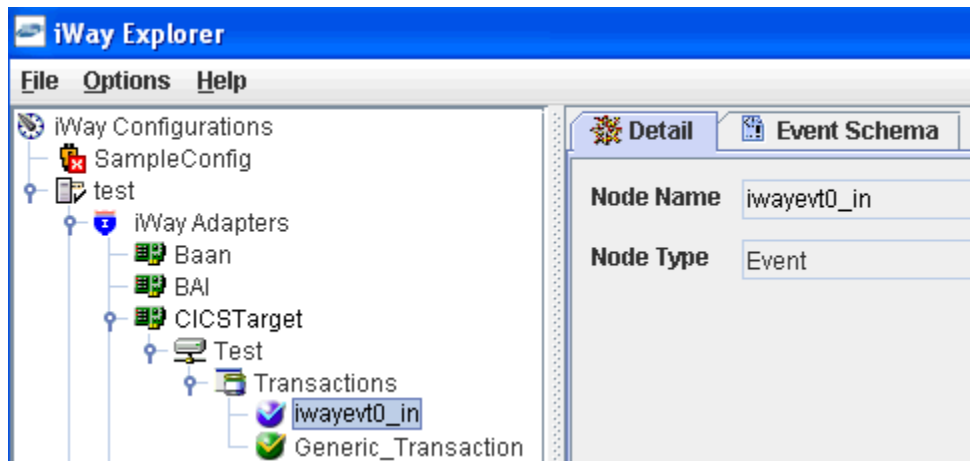 iWay Explorer
File Options Help
iWay Configurations
SampleConfig
test
iWay Adapters
Baan
BAI
CICSTarget
Test
Transactions
iwayevt0_in
Generic_Transaction
Detail Event Schema
Node Name iwayevt0_in
Node Type Event